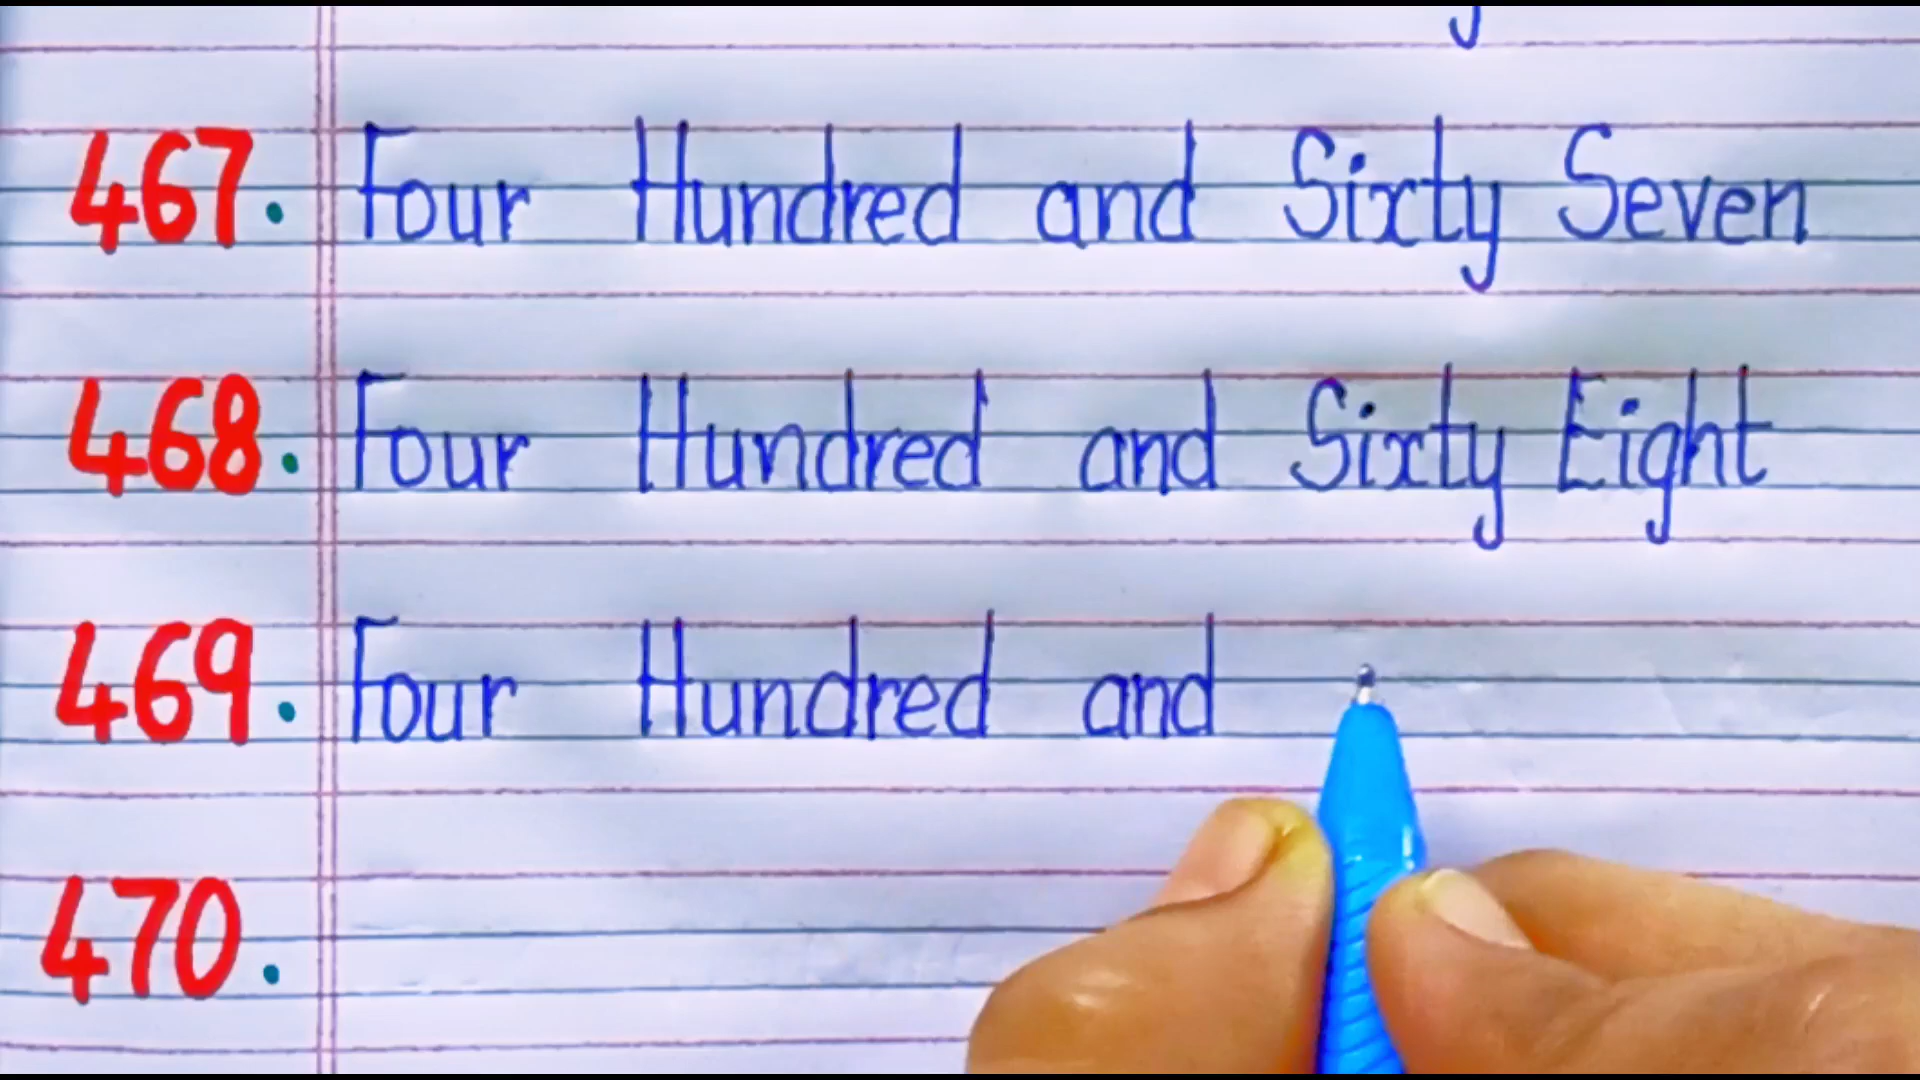 467. Four Hundred and Sixty Seven
468. Four Hundred and Sixty Eight
469. Four Hundred and
470.